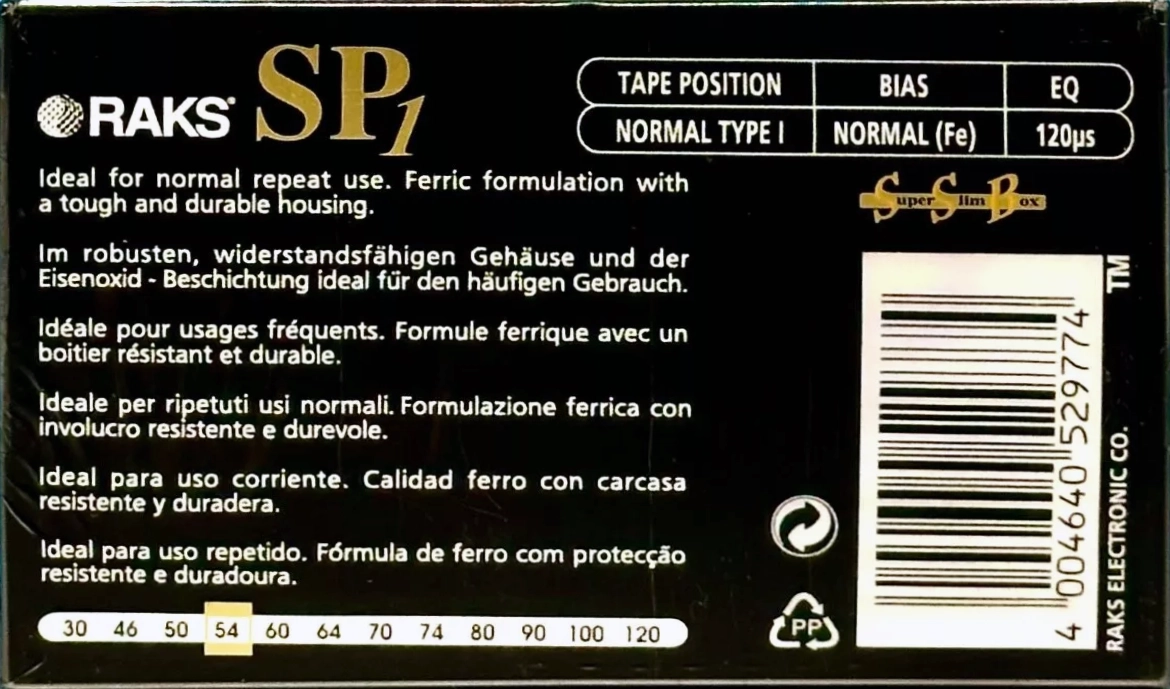 RAKS SP1
TAPE POSITION BIAS EQ
NORMAL TYPE I NORMAL (Fe) 120µs
Super Slim Box
Ideal for normal repeat use. Ferric formulation with
a tough and durable housing.
Im robusten, widerstandsfähigen Gehäuse und der
Eisenoxid - Beschichtung ideal für den häufigen Gebrauch.
Idéale pour usages fréquents. Formule ferrique avec un
boitier résistant et durable.
Ideale per ripetuti usi normali. Formulazione ferrica con
involucro resistente e durevole.
Ideal para uso corriente. Calidad ferro con carcasa
resistente y duradera.
Ideal para uso repetido. Fórmula de ferro com protecção
resistente e duradoura.
30 46 50 54 60 64 70 74 80 90 100 120
PP
4 004640 529774
RAKS ELECTRONIC CO.
TM